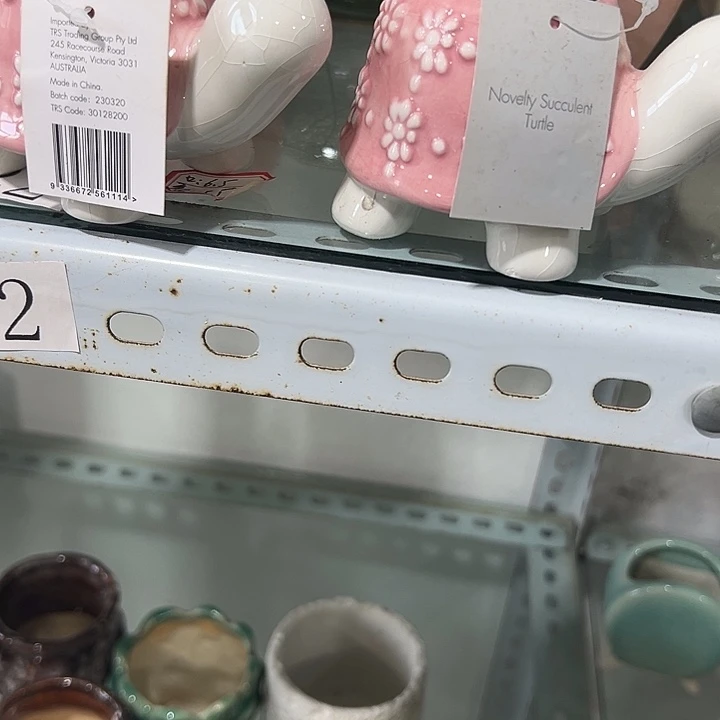 TRS Trading Group Pty Ltd
245 Racecourse Road
Kensington, Victoria 3031
AUSTRALIA
Made in China.
Batch code: 230320
TRS Code: 30128200
9 336672 561114 >
Novelty Succulent
Turtle
2